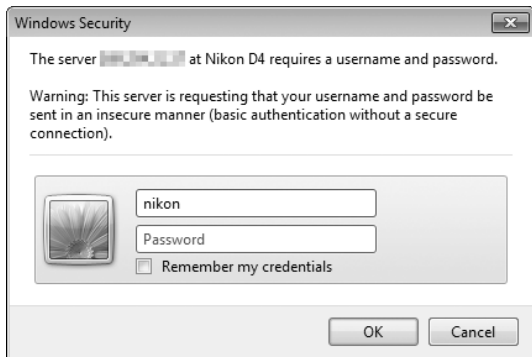 Windows Security
The server at Nikon D4 requires a username and password.
Warning: This server is requesting that your username and password be
sent in an insecure manner (basic authentication without a secure
connection).
nikon
Password
Remember my credentials
OK Cancel